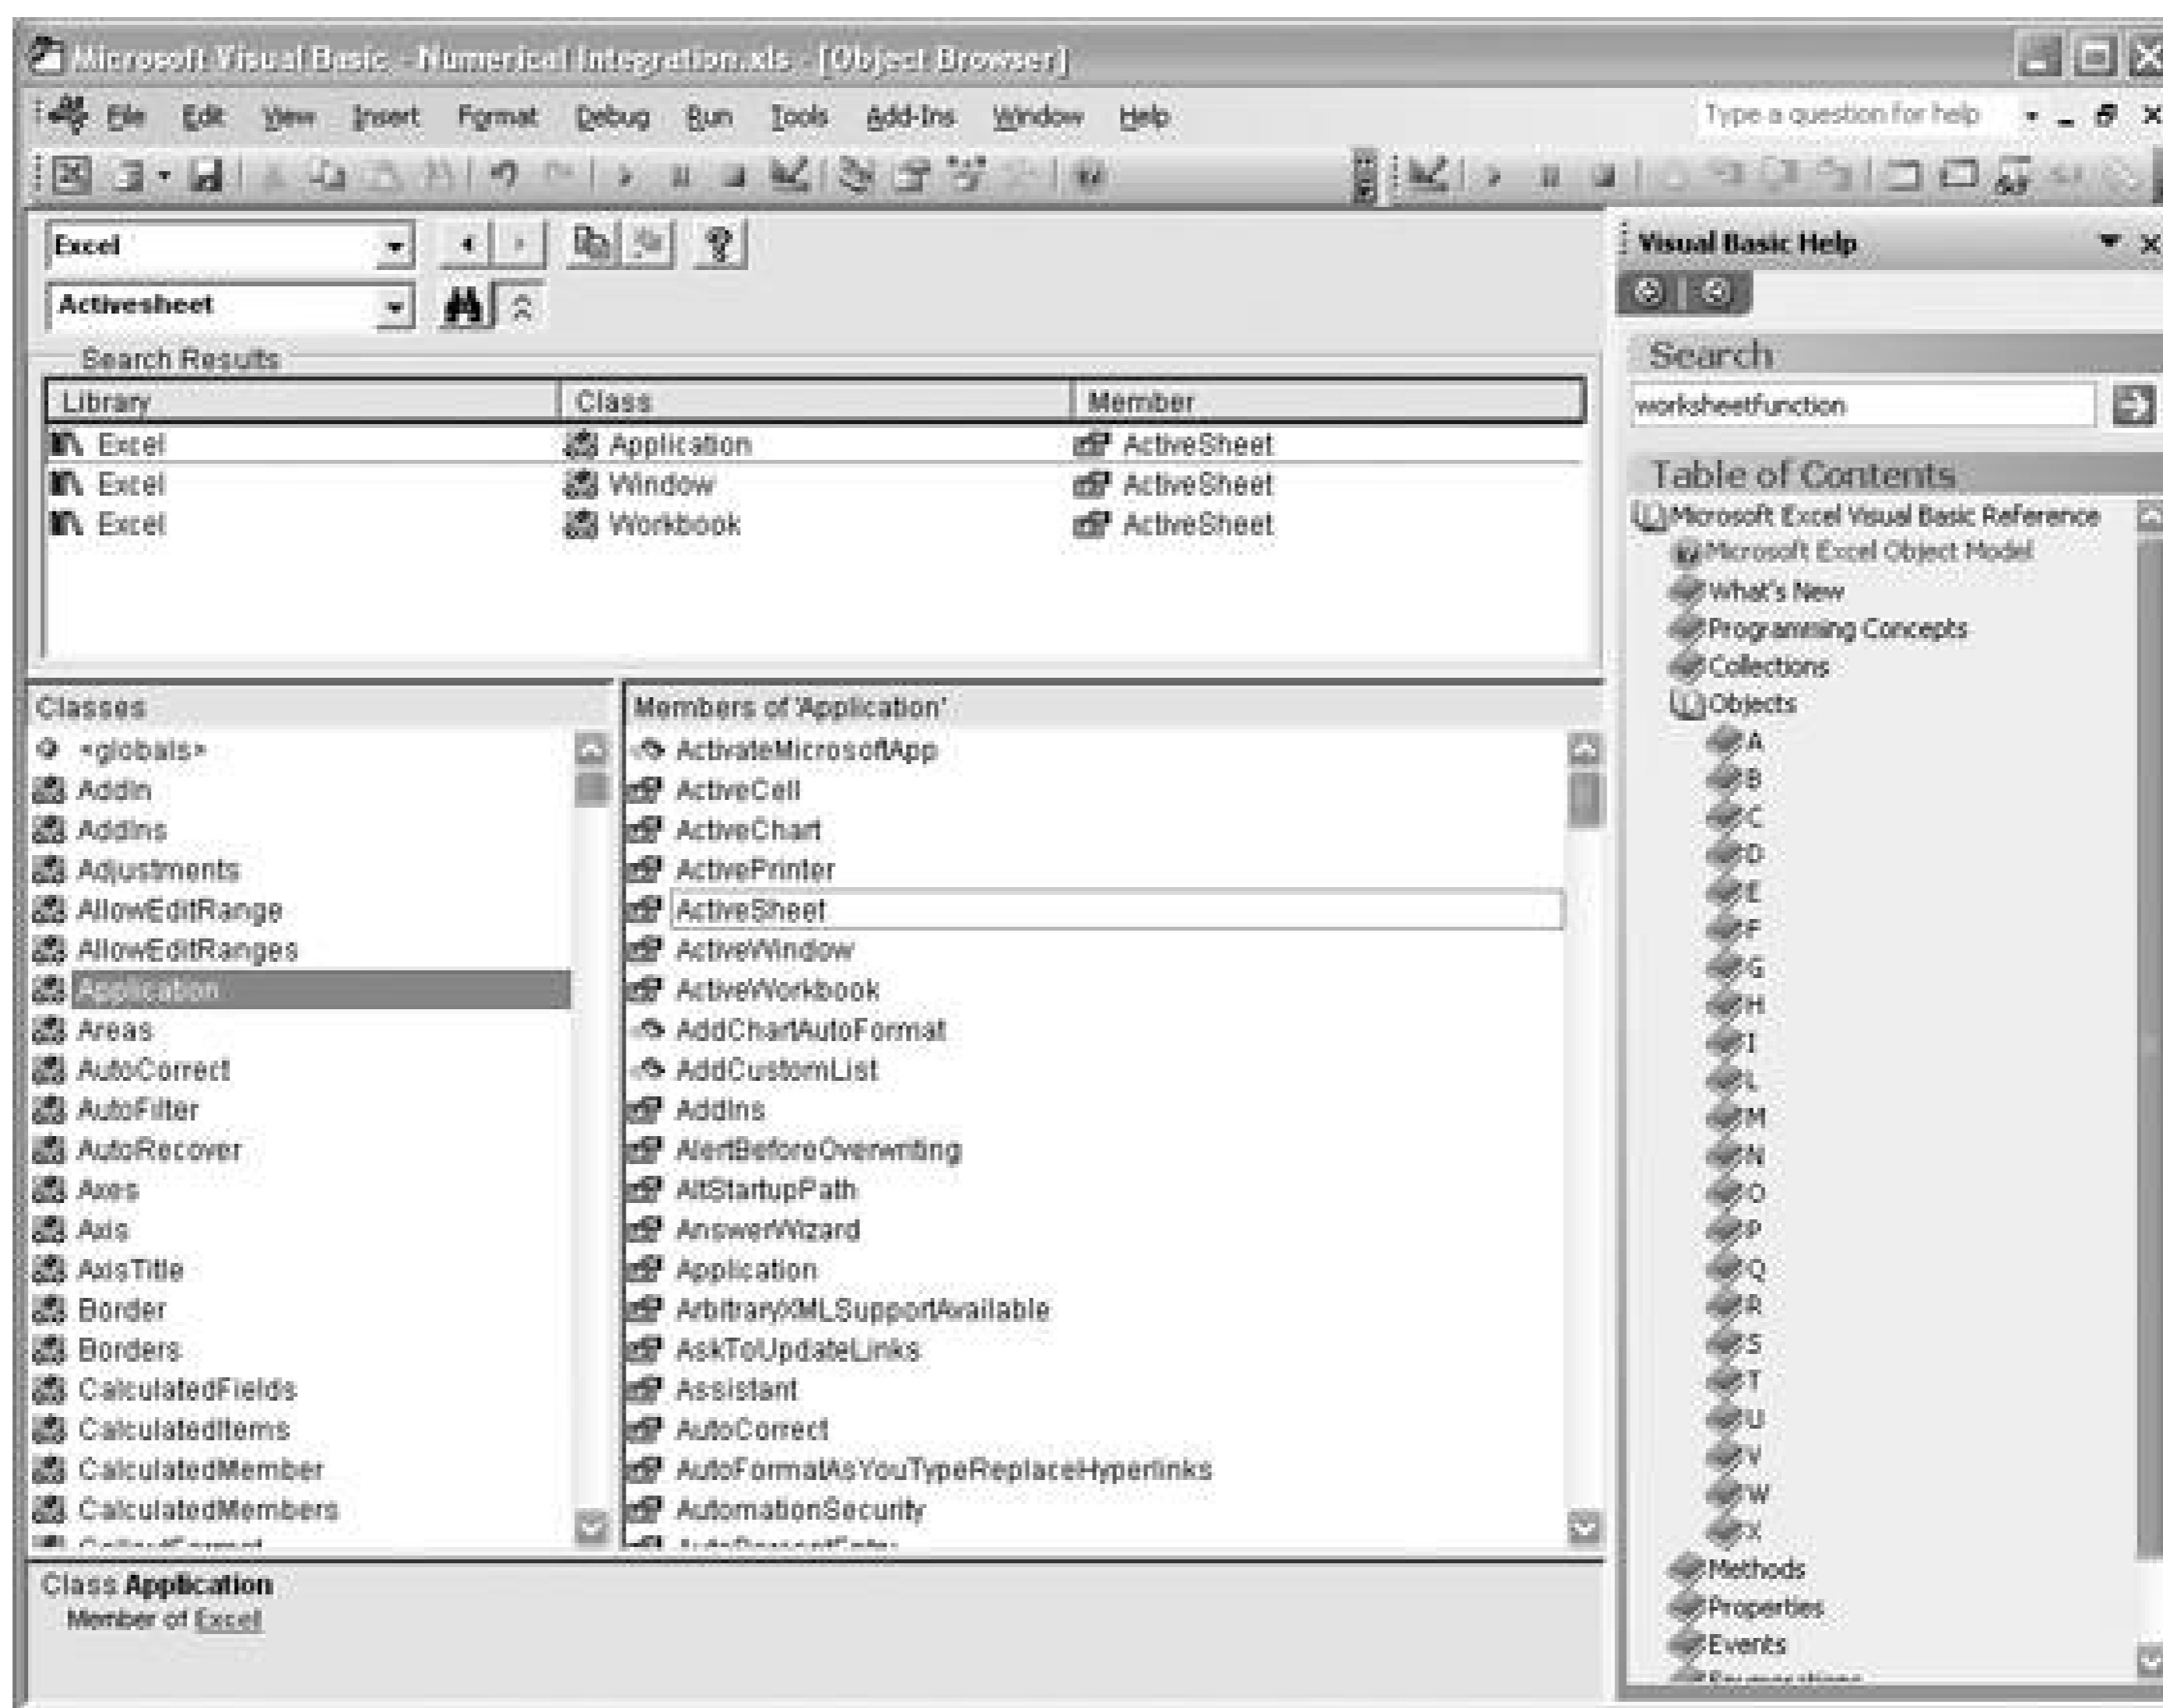 Microsoft Visual Basic - Numerical Integration.xls - [Object Browser]
File Edit View Insert Format Debug Run Tools Add-Ins Window Help
Type a question for help
Excel
Activesheet
Search Results
Library Class Member
Excel Application ActiveSheet
Excel Window ActiveSheet
Excel Workbook ActiveSheet
Classes
<globals>
AddIn
AddIns
Adjustments
AllowEditRange
AllowEditRanges
Application
Areas
AutoCorrect
AutoFilter
AutoRecover
Axes
Axis
AxisTitle
Border
Borders
CalculatedFields
CalculatedItems
CalculatedMember
CalculatedMembers
Members of 'Application'
ActivateMicrosoftApp
ActiveCell
ActiveChart
ActivePrinter
ActiveSheet
ActiveWindow
ActiveWorkbook
AddChartAutoFormat
AddCustomList
AddIns
AlertBeforeOverwriting
AltStartupPath
AnswerWizard
Application
ArbitraryXMLSupportAvailable
AskToUpdateLinks
Assistant
AutoCorrect
AutoFormatAsYouTypeReplaceHyperlinks
AutomationSecurity
Class Application
Member of Excel
Visual Basic Help
Search
worksheetfunction
Table of Contents
Microsoft Excel Visual Basic Reference
Microsoft Excel Object Model
What's New
Programming Concepts
Collections
Objects
A
B
C
D
E
F
G
H
I
L
M
N
O
P
Q
R
S
T
U
V
W
X
Methods
Properties
Events